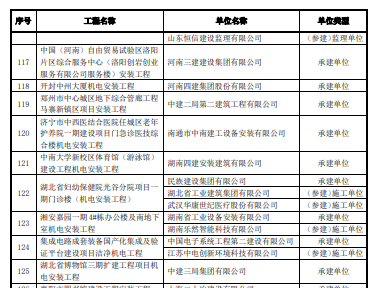 序号 工程名称 单位名称 单位类型
山东恒信建设监理有限公司 （参建）监理单位
117 中国（河南）自由贸易试验区洛阳
片区综合服务中心（洛阳创岩创业
服务有限公司服务楼）安装工程 河南三建建设集团有限公司 承建单位
118 开封中州大厦机电安装工程 河南四建集团股份有限公司 承建单位
119 郑州市中心城区地下综合管廊工程
马寨新镇区项目安装工程 中建二局第二建筑工程有限公司 承建单位
120 济宁市中西医结合医院任城区老年
护养院一期建设项目门急诊医技综
合楼机电安装工程 南通市中南建工设备安装有限公司 承建单位
121 中南大学新校区体育馆（游泳馆）
建设工程机电安装工程 湖南四建安装建筑有限公司 承建单位
122 湖北省妇幼保健院光谷分院项目一
期门诊楼（机电安装工程） 民族建设集团有限公司 承建单位
湖北省工业建筑集团有限公司 （参建）施工单位
武汉华康世纪医疗股份有限公司 （参建）施工单位
123 湘安嘉园一期 4#栋办公楼及南地下
室机电安装工程 湖南省工业设备安装有限公司 承建单位
湖南乐然智能科技有限公司 （参建）施工单位
124 集成电路成套装备国产化集成及验
证平台建设项目洁净机电工程 中国电子系统工程第二建设有限公司 承建单位
江苏中电创新环境科技有限公司 （参建）施工单位
125 湖北省博物馆三期扩建工程项目机
电安装工程 中建三局集团有限公司 承建单位